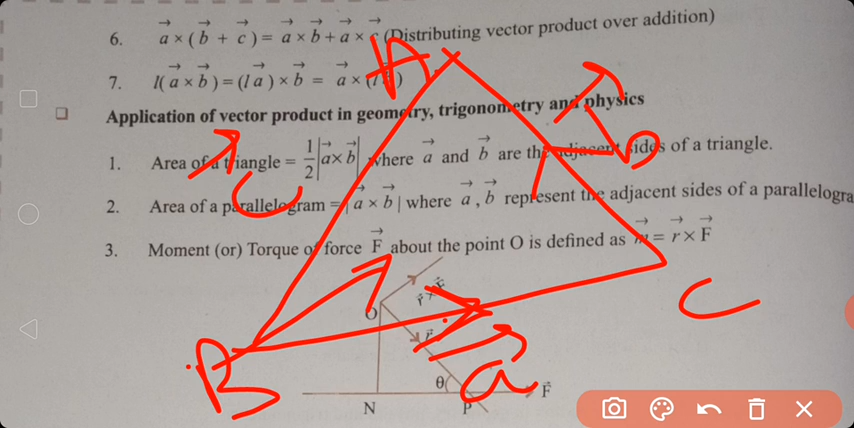 6. a⃗ × ( b⃗ + c⃗ ) = a⃗ × b⃗ + a⃗ × c⃗ (Distributing vector product over addition)
7. l( a⃗ × b⃗ ) = (l a⃗ ) × b⃗ = a⃗ × (l b⃗ )
Application of vector product in geometry, trigonometry and physics
1. Area of a triangle = 1/2 | a⃗ × b⃗ | where a⃗ and b⃗ are the adjacent sides of a triangle.
2. Area of a parallelogram = | a⃗ × b⃗ | where a⃗ , b⃗ represent the adjacent sides of a parallelogra
3. Moment (or) Torque of force F⃗ about the point O is defined as m⃗ = r⃗ × F⃗
A
b
c
C
B
a
O
r⃗ × F⃗
r⃗
θ
F⃗
N
P